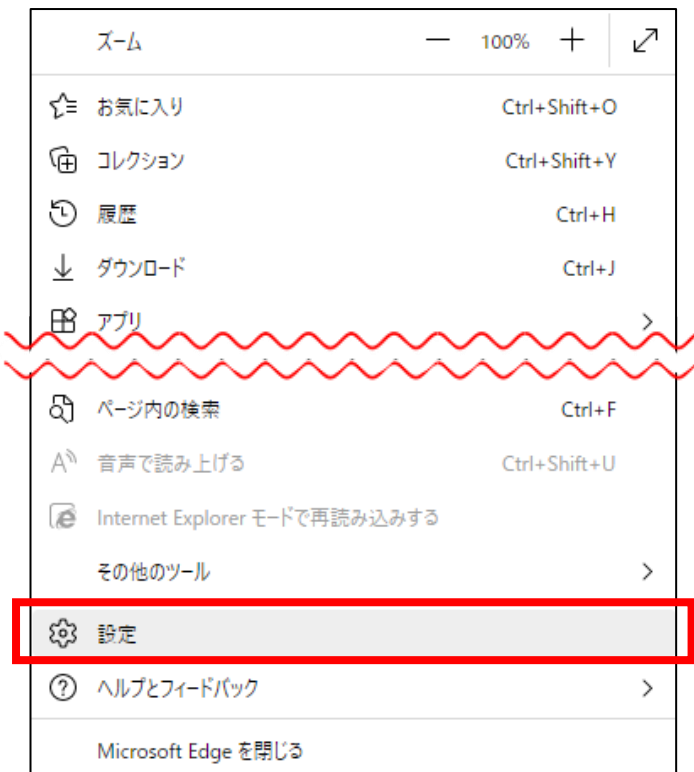 ズーム — 100% +
お気に入り Ctrl+Shift+O
コレクション Ctrl+Shift+Y
履歴 Ctrl+H
ダウンロード Ctrl+J
アプリ
ページ内の検索 Ctrl+F
音声で読み上げる Ctrl+Shift+U
Internet Explorer モードで再読み込みする
その他のツール
設定
ヘルプとフィードバック
Microsoft Edge を閉じる